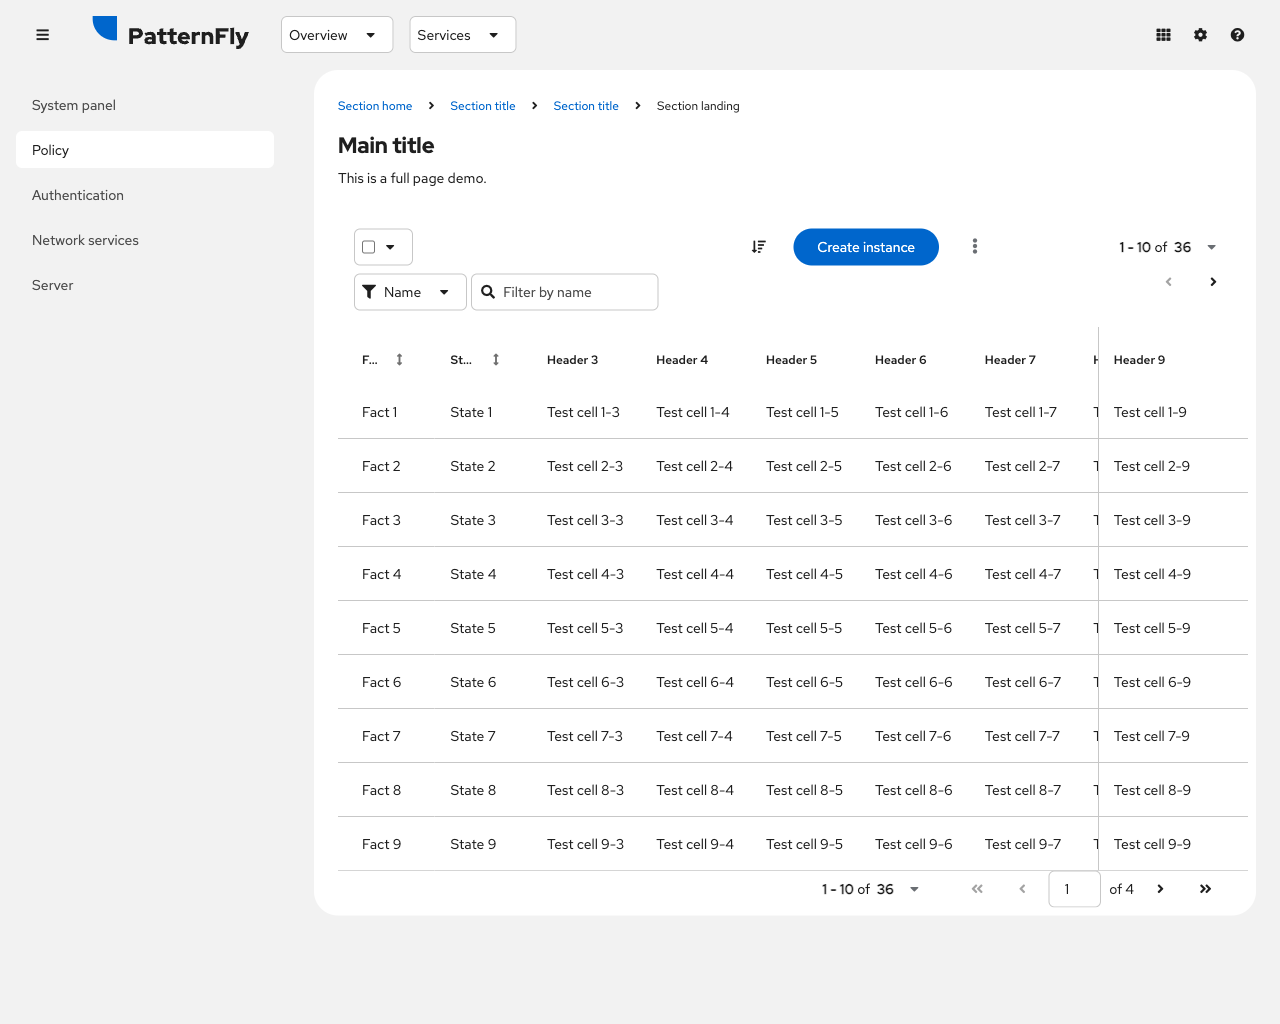 PatternFly Overview Services
System panel
Policy
Authentication
Network services
Server
Section home Section title Section title Section landing
Main title
This is a full page demo.
Create instance 1 - 10 of 36
Name Filter by name
F... St... Header 3 Header 4 Header 5 Header 6 Header 7 Header 9
Fact 1 State 1 Test cell 1-3 Test cell 1-4 Test cell 1-5 Test cell 1-6 Test cell 1-7 Test cell 1-9
Fact 2 State 2 Test cell 2-3 Test cell 2-4 Test cell 2-5 Test cell 2-6 Test cell 2-7 Test cell 2-9
Fact 3 State 3 Test cell 3-3 Test cell 3-4 Test cell 3-5 Test cell 3-6 Test cell 3-7 Test cell 3-9
Fact 4 State 4 Test cell 4-3 Test cell 4-4 Test cell 4-5 Test cell 4-6 Test cell 4-7 Test cell 4-9
Fact 5 State 5 Test cell 5-3 Test cell 5-4 Test cell 5-5 Test cell 5-6 Test cell 5-7 Test cell 5-9
Fact 6 State 6 Test cell 6-3 Test cell 6-4 Test cell 6-5 Test cell 6-6 Test cell 6-7 Test cell 6-9
Fact 7 State 7 Test cell 7-3 Test cell 7-4 Test cell 7-5 Test cell 7-6 Test cell 7-7 Test cell 7-9
Fact 8 State 8 Test cell 8-3 Test cell 8-4 Test cell 8-5 Test cell 8-6 Test cell 8-7 Test cell 8-9
Fact 9 State 9 Test cell 9-3 Test cell 9-4 Test cell 9-5 Test cell 9-6 Test cell 9-7 Test cell 9-9
1 - 10 of 36 1 of 4